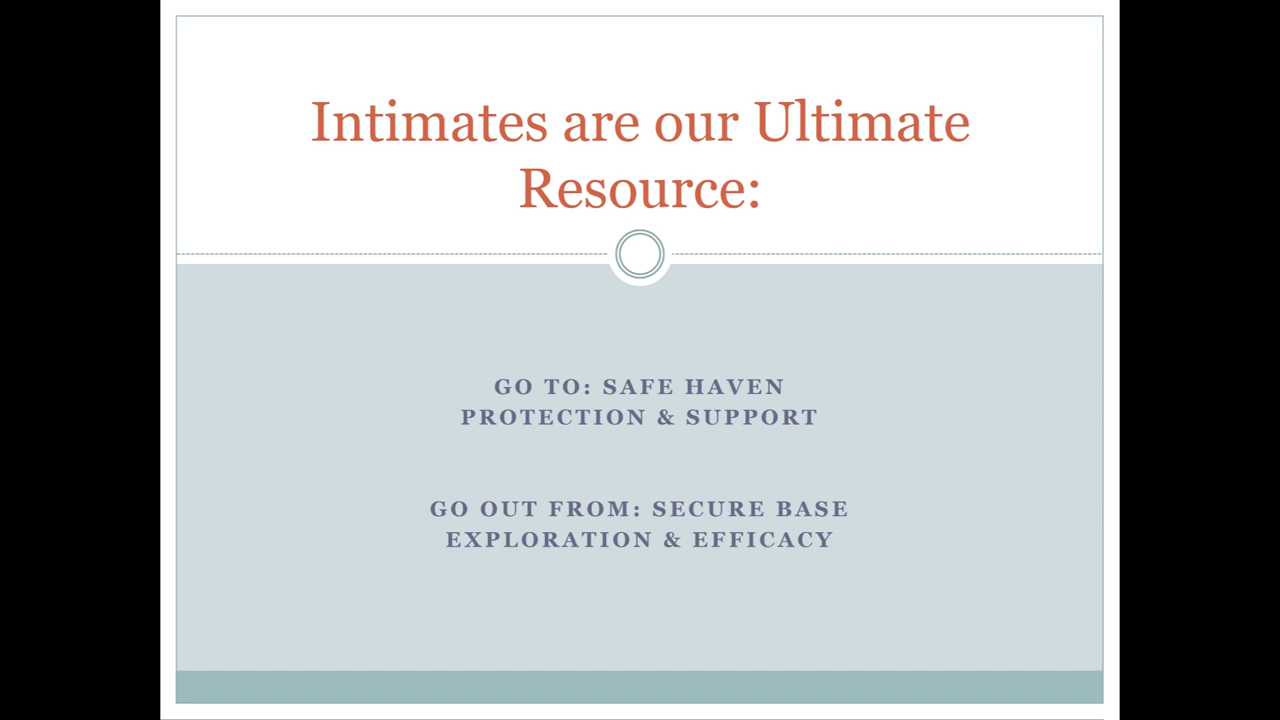 Intimates are our Ultimate
Resource:
GO TO: SAFE HAVEN
PROTECTION & SUPPORT
GO OUT FROM: SECURE BASE
EXPLORATION & EFFICACY